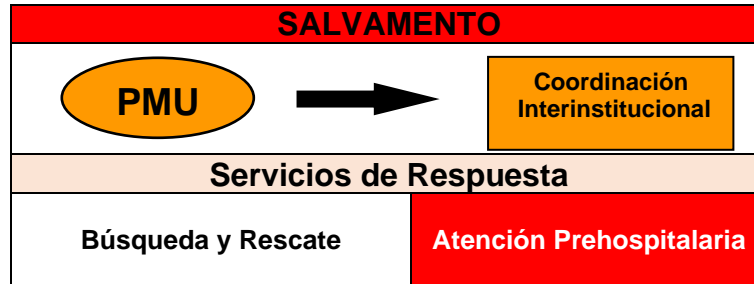 SALVAMENTO
PMU
Coordinación
Interinstitucional
Servicios de Respuesta
Búsqueda y Rescate
Atención Prehospitalaria